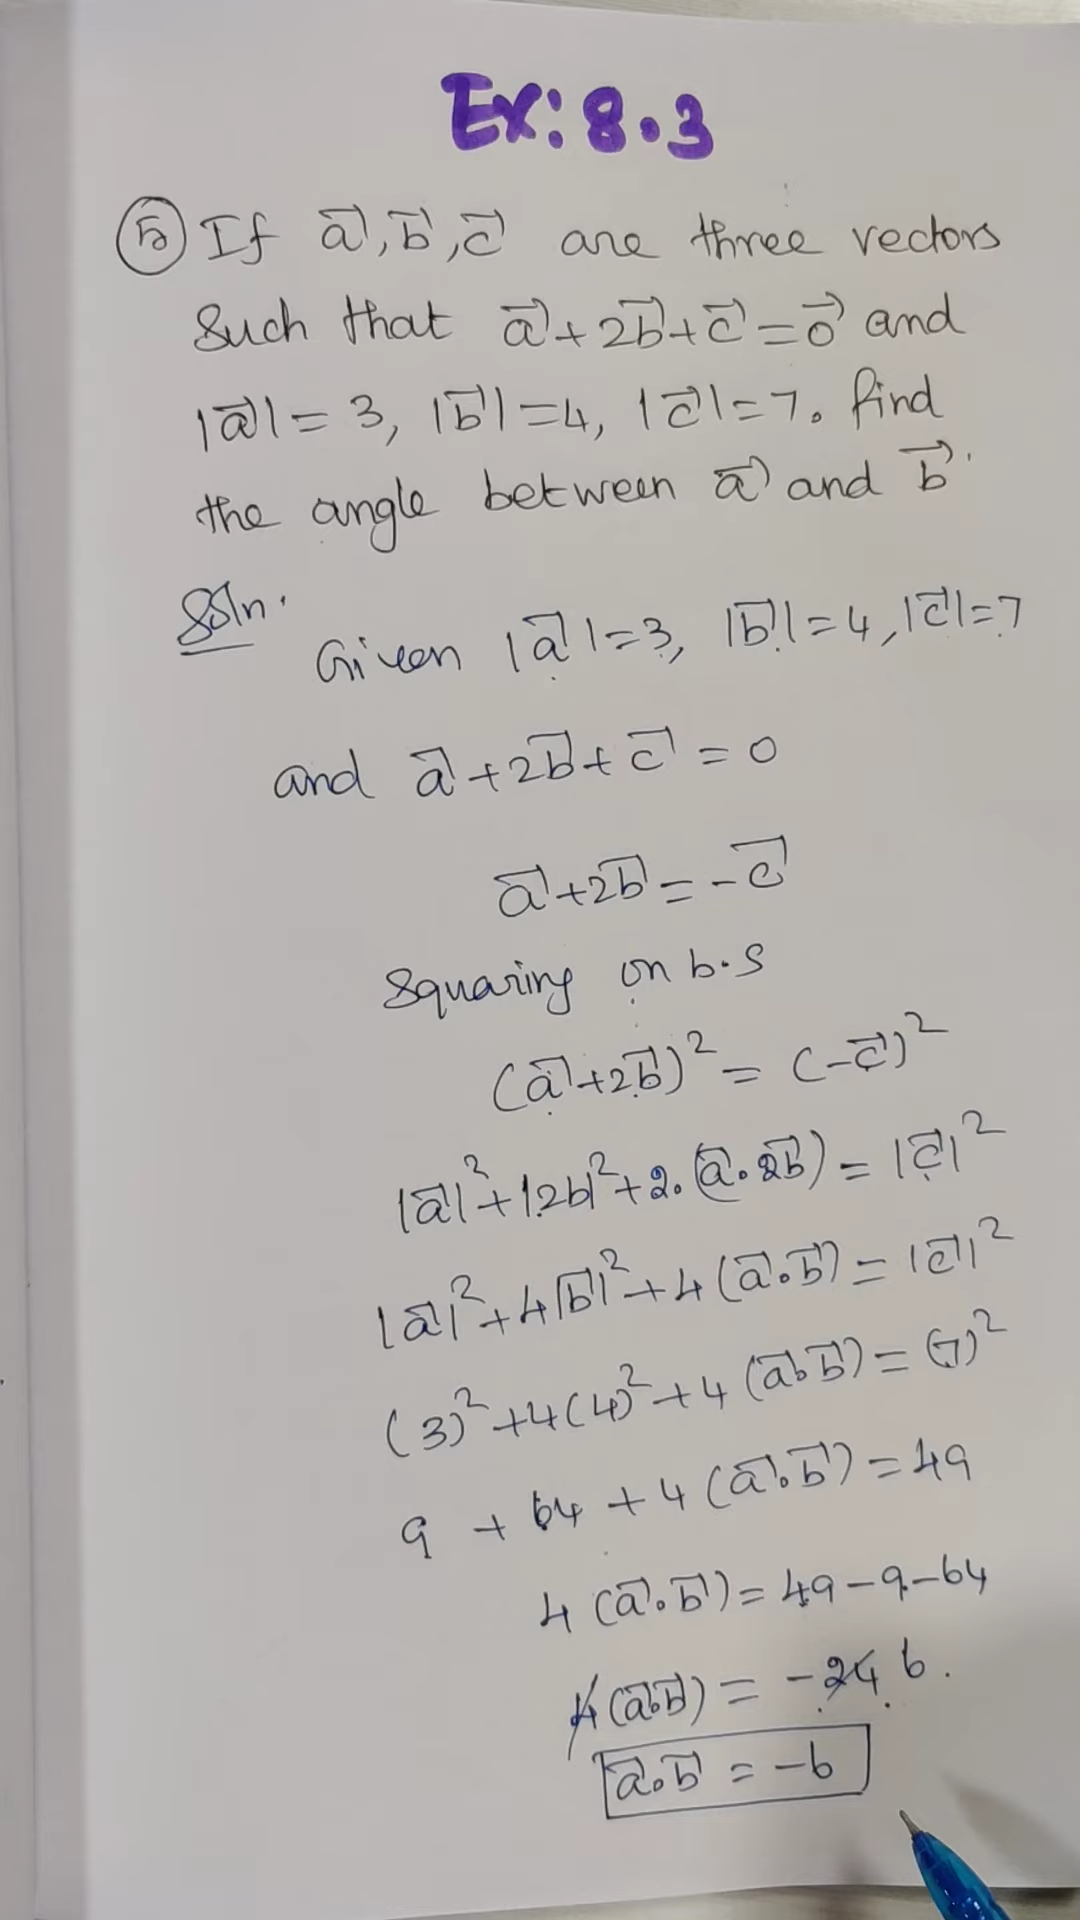 Ex: 8.3
⑤ If a⃗, b⃗, c⃗ are three vectors
Such that a⃗ + 2b⃗ + c⃗ = 0⃗ and
|a⃗| = 3, |b⃗| = 4, |c⃗| = 7. find
the angle between a⃗ and b⃗.
Soln.
Given |a⃗| = 3, |b⃗| = 4, |c⃗| = 7
and a⃗ + 2b⃗ + c⃗ = 0
a⃗ + 2b⃗ = -c⃗
Squaring on b.s
(a⃗ + 2b⃗)² = (-c⃗)²
|a⃗|² + |2b|² + 2.(a⃗.2b⃗) = |c⃗|²
|a⃗|² + 4|b⃗|² + 4(a⃗.b⃗) = |c⃗|²
(3)² + 4(4)² + 4(a⃗.b⃗) = (7)²
9 + 64 + 4(a⃗.b⃗) = 49
4(a⃗.b⃗) = 49 - 9 - 64
4(a⃗.b⃗) = -24 6.
a⃗.b⃗ = -6